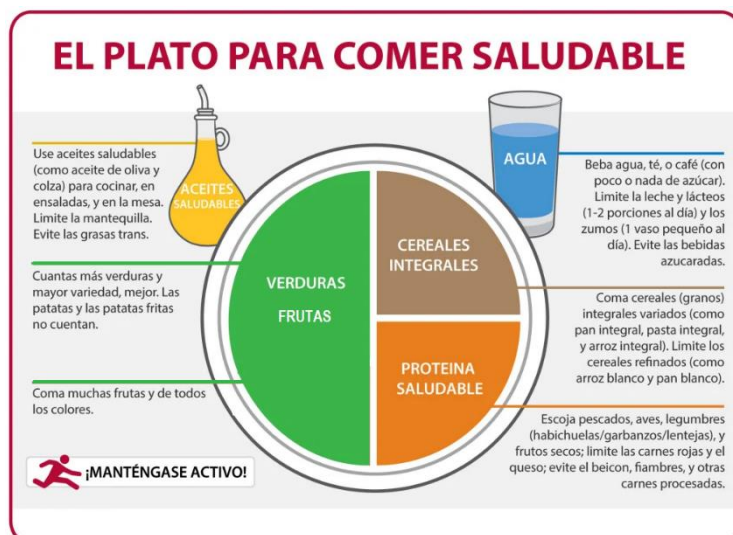 EL PLATO PARA COMER SALUDABLE
Use aceites saludables
(como aceite de oliva y
colza) para cocinar, en
ensaladas, y en la mesa.
Limite la mantequilla.
Evite las grasas trans.
ACEITES
SALUDABLES
Cuantas más verduras y
mayor variedad, mejor. Las
patatas y las patatas fritas
no cuentan.
Coma muchas frutas y de todos
los colores.
¡MANTÉNGASE ACTIVO!
VERDURAS
FRUTAS
CEREALES
INTEGRALES
PROTEINA
SALUDABLE
AGUA
Beba agua, té, o café (con
poco o nada de azúcar).
Limite la leche y lácteos
(1-2 porciones al día) y los
zumos (1 vaso pequeño al
día). Evite las bebidas
azucaradas.
Coma cereales (granos)
integrales variados (como
pan integral, pasta integral,
y arroz integral). Limite los
cereales refinados (como
arroz blanco y pan blanco).
Escoja pescados, aves, legumbres
(habichuelas/garbanzos/lentejas), y
frutos secos; limite las carnes rojas y el
queso; evite el beicon, fiambres, y otras
carnes procesadas.